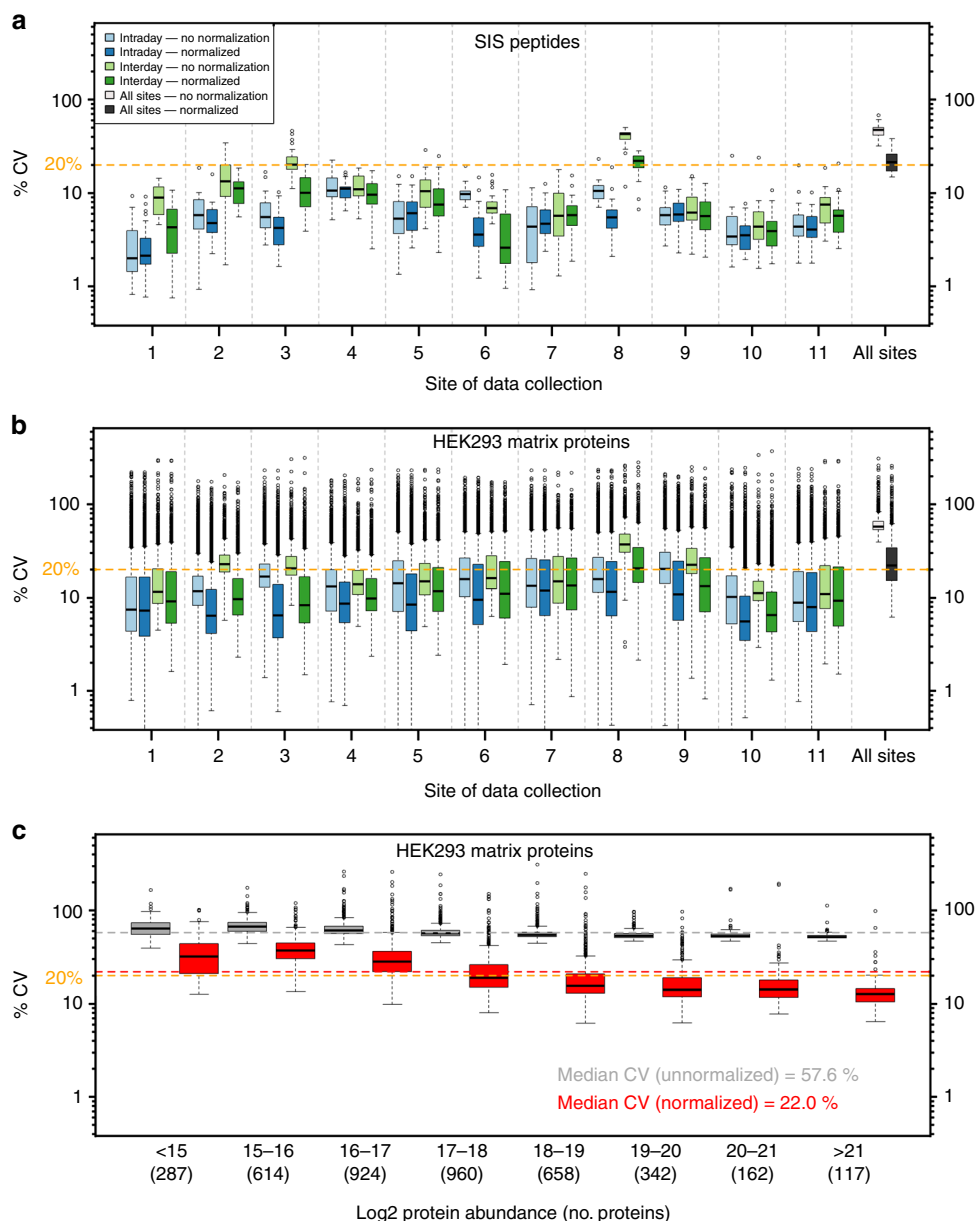 a
SIS peptides
Intraday — no normalization
Intraday — normalized
Interday — no normalization
Interday — normalized
All sites — no normalization
All sites — normalized
100
20%
10
1
% CV
100
10
1
1 2 3 4 5 6 7 8 9 10 11 All sites
Site of data collection
b
HEK293 matrix proteins
100
20%
10
1
% CV
100
10
1
1 2 3 4 5 6 7 8 9 10 11 All sites
Site of data collection
c
HEK293 matrix proteins
100
20%
10
1
% CV
100
10
1
Median CV (unnormalized) = 57.6 %
Median CV (normalized) = 22.0 %
<15 15–16 16–17 17–18 18–19 19–20 20–21 >21
(287) (614) (924) (960) (658) (342) (162) (117)
Log2 protein abundance (no. proteins)